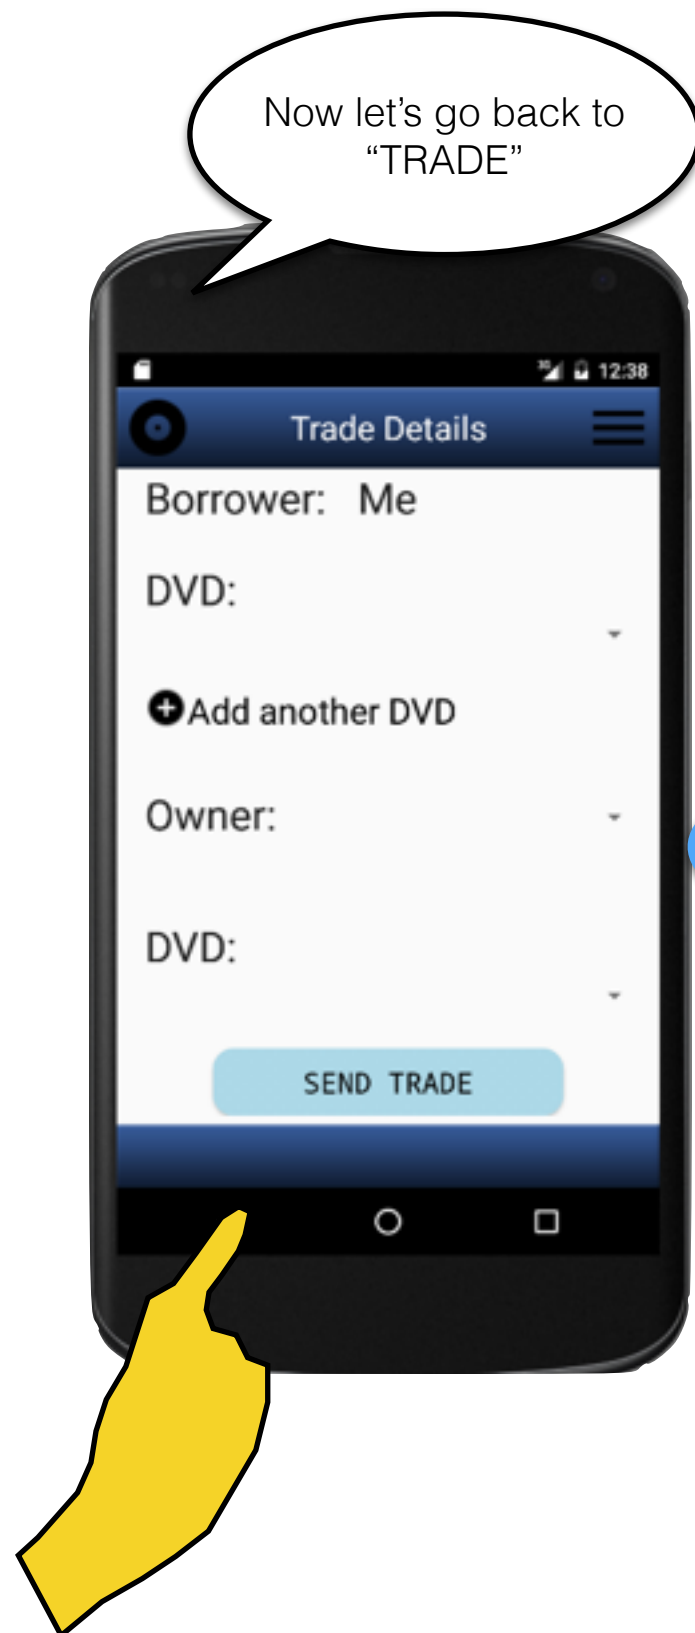 Now let's go back to
“TRADE”
3G 12:38
Trade Details
Borrower: Me
DVD:
Add another DVD
Owner:
DVD:
SEND TRADE